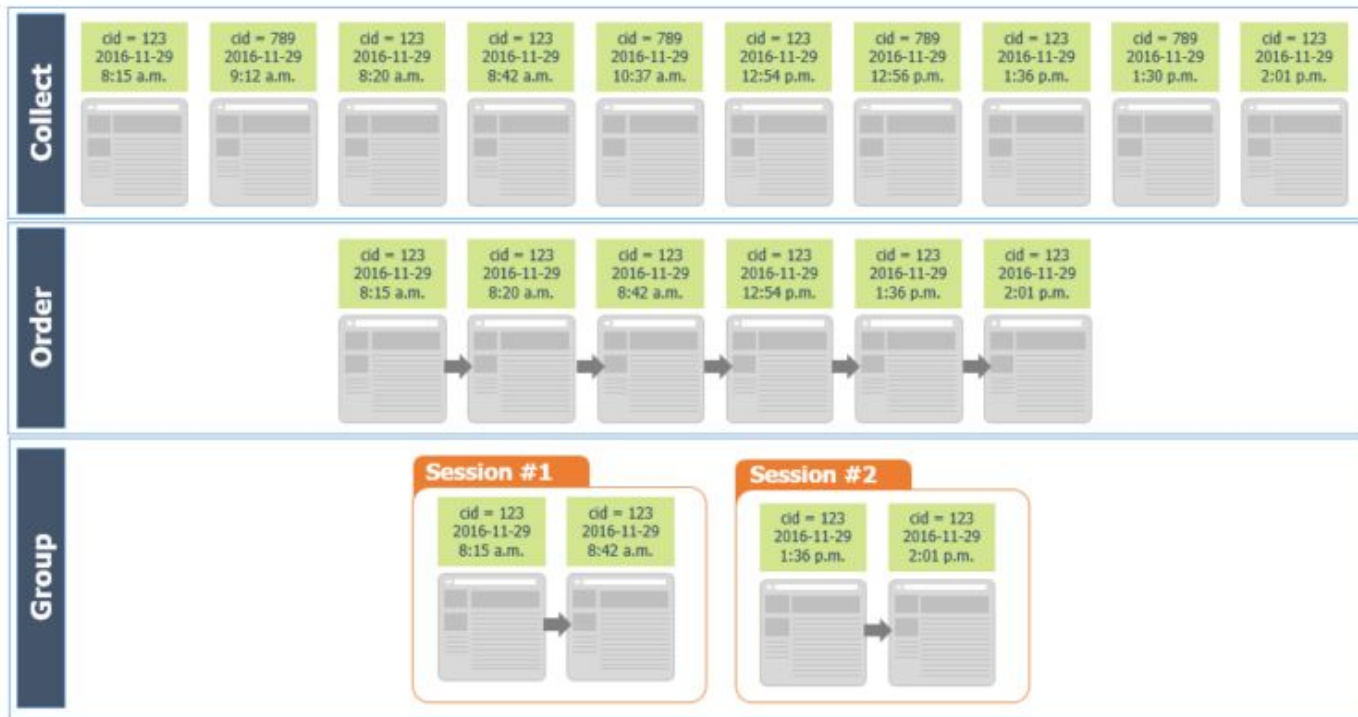 Collect
cid = 123
2016-11-29
8:15 a.m.
cid = 789
2016-11-29
9:12 a.m.
cid = 123
2016-11-29
8:20 a.m.
cid = 123
2016-11-29
8:42 a.m.
cid = 789
2016-11-29
10:37 a.m.
cid = 123
2016-11-29
12:54 p.m.
cid = 789
2016-11-29
12:56 p.m.
cid = 123
2016-11-29
1:36 p.m.
cid = 789
2016-11-29
1:30 p.m.
cid = 123
2016-11-29
2:01 p.m.
Order
cid = 123
2016-11-29
8:15 a.m.
cid = 123
2016-11-29
8:20 a.m.
cid = 123
2016-11-29
8:42 a.m.
cid = 123
2016-11-29
12:54 p.m.
cid = 123
2016-11-29
1:36 p.m.
cid = 123
2016-11-29
2:01 p.m.
Group
Session #1
cid = 123
2016-11-29
8:15 a.m.
cid = 123
2016-11-29
8:42 a.m.
Session #2
cid = 123
2016-11-29
1:36 p.m.
cid = 123
2016-11-29
2:01 p.m.